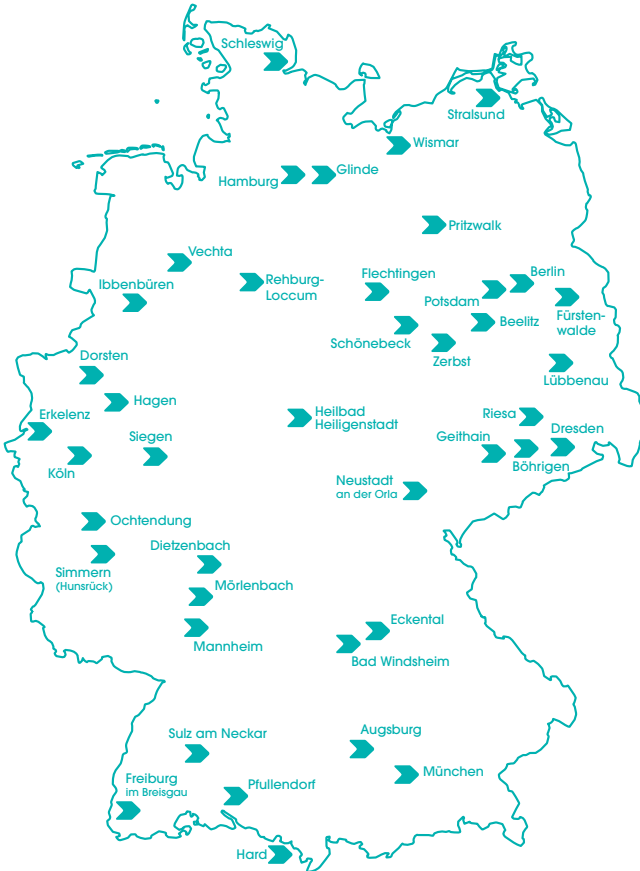 Schleswig
Stralsund
Wismar
Glinde
Hamburg
Pritzwalk
Vechta
Ibbenbüren
Rehburg-
Loccum
Flechtingen
Berlin
Potsdam
Fürsten-
walde
Beelitz
Schönebeck
Zerbst
Lübbenau
Dorsten
Hagen
Erkelenz
Siegen
Köln
Heilbad
Heiligenstadt
Riesa
Dresden
Geithain
Böhrigen
Neustadt
an der Orla
Ochtendung
Simmern
(Hunsrück)
Dietzenbach
Mörlenbach
Mannheim
Eckental
Bad Windsheim
Sulz am Neckar
Augsburg
München
Freiburg
im Breisgau
Pfullendorf
Hard